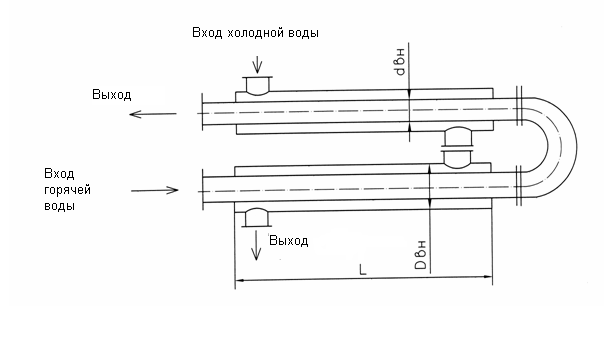 Вход холодной воды
dвн
Выход
Вход
горячей
воды
Выход
Dвн
L